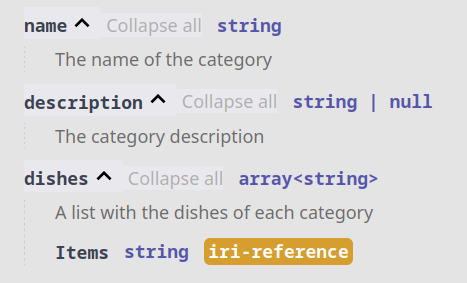 name Collapse all string
The name of the category
description Collapse all string | null
The category description
dishes Collapse all array<string>
A list with the dishes of each category
Items string iri-reference